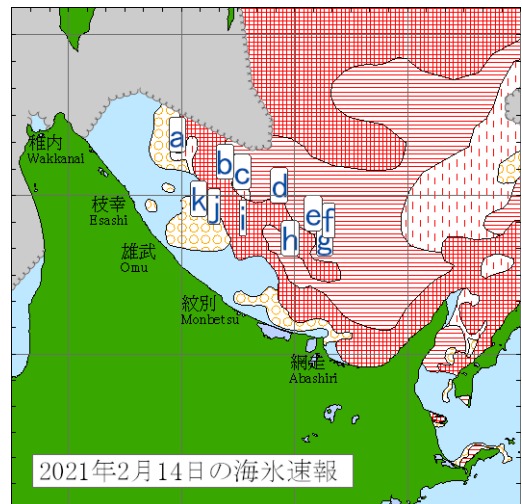 a
稚内
Wakkanai
b
c
d
枝幸
Esashi
k
j
i
e
f
g
h
雄武
Omu
紋別
Monbetsu
網走
Abashiri
2021年2月14日の海氷速報